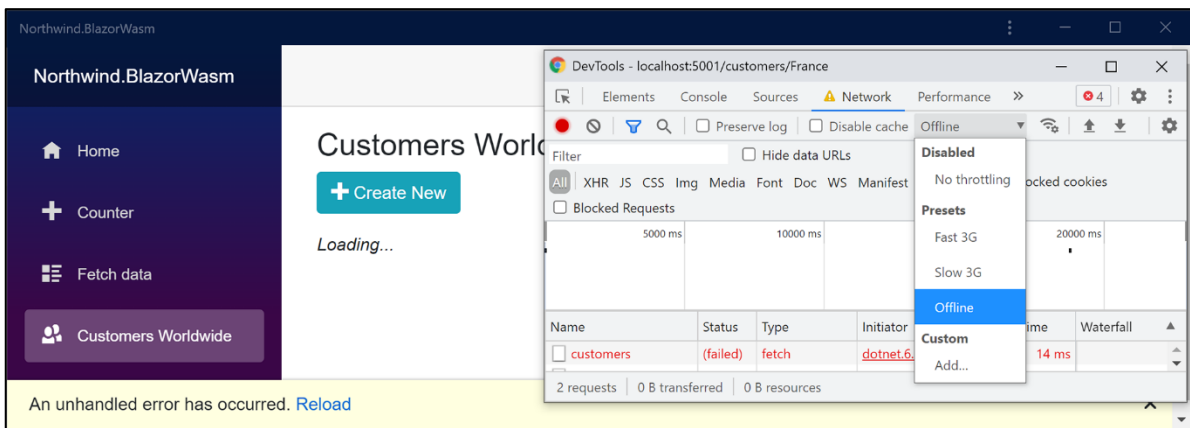 Northwind.BlazorWasm
Northwind.BlazorWasm
Home
Counter
Fetch data
Customers Worldwide
Customers Worl
Create New
Loading...
An unhandled error has occurred. Reload
DevTools - localhost:5001/customers/France
Elements Console Sources Network Performance 4
Preserve log Disable cache Offline
Filter Hide data URLs
All XHR JS CSS Img Media Font Doc WS Manifest ocked cookies
Blocked Requests
5000 ms 10000 ms 20000 ms
Disabled
No throttling
Presets
Fast 3G
Slow 3G
Offline
Custom
Add...
Name Status Type Initiator ime Waterfall
customers (failed) fetch dotnet.6. 14 ms
2 requests 0 B transferred 0 B resources